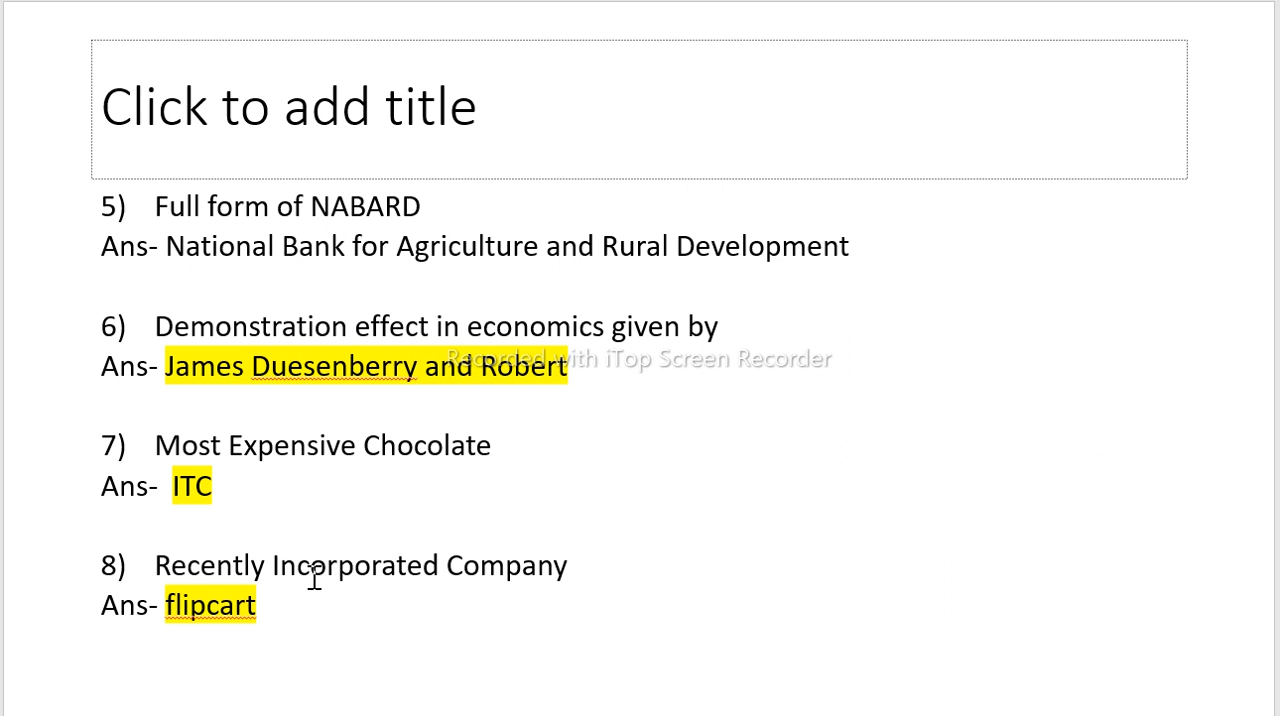 Click to add title
5) Full form of NABARD
Ans- National Bank for Agriculture and Rural Development
6) Demonstration effect in economics given by
Ans- James Duesenberry and Robert
Recorded with iTop Screen Recorder
7) Most Expensive Chocolate
Ans- ITC
8) Recently Incorporated Company
Ans- flipcart